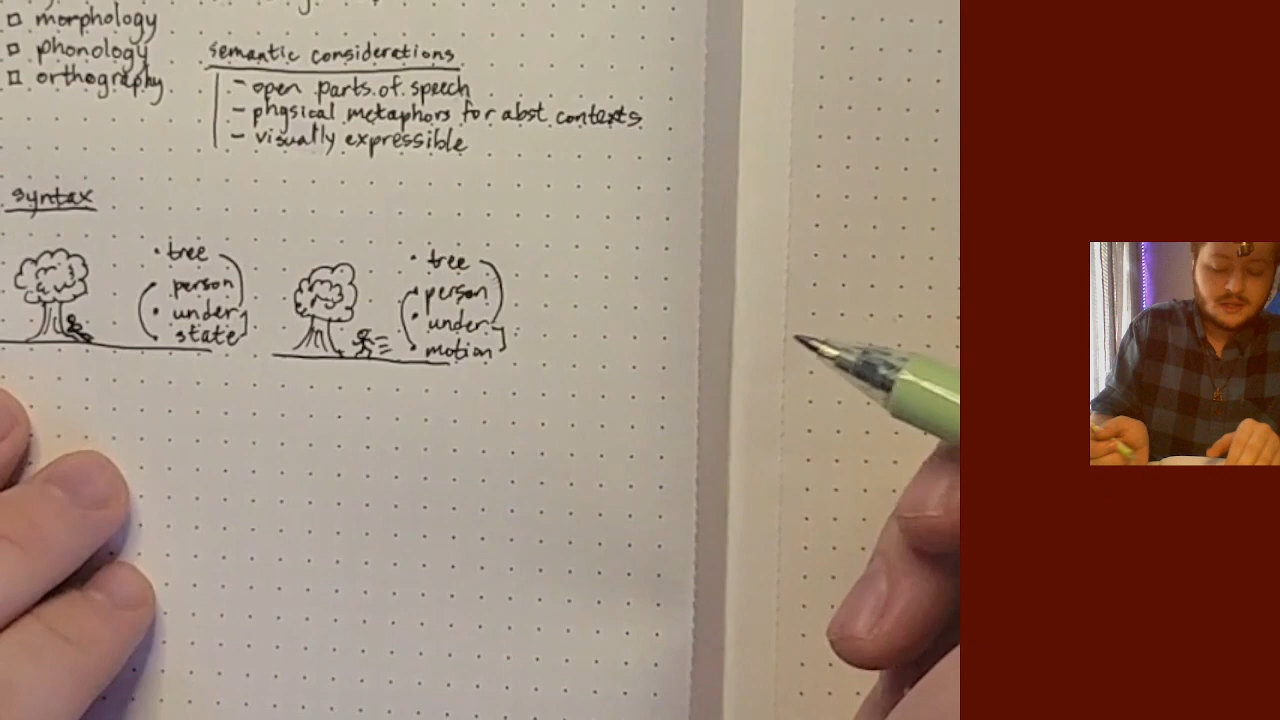 morphology
phonology
orthography
semantic considerations
- open parts of speech
- physical metaphors for abst contexts
- visually expressible
syntax
• tree
person
• under
state
• tree
person
• under
motion